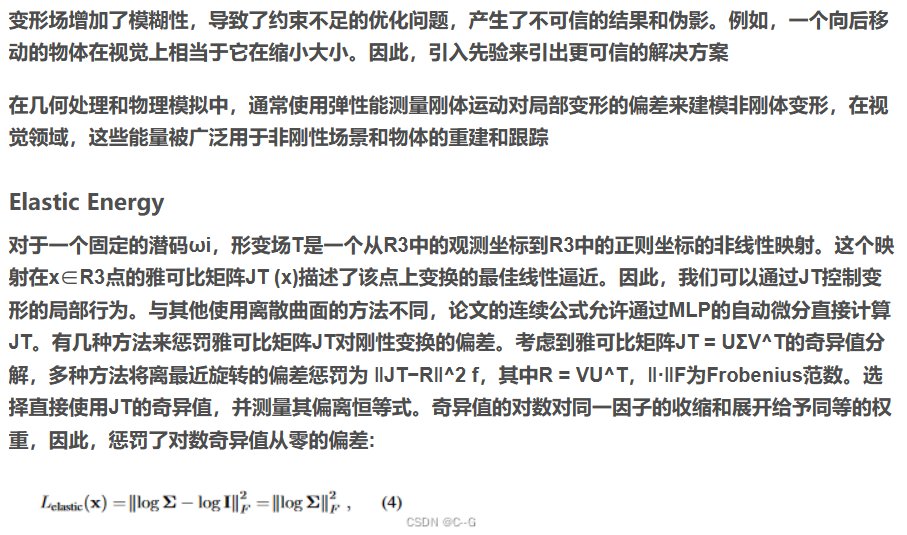 变形场增加了模糊性，导致了约束不足的优化问题，产生了不可信的结果和伪影。例如，一个向后移
动的物体在视觉上相当于它在缩小大小。因此，引入先验来引出更可信的解决方案
在几何处理和物理模拟中，通常使用弹性能测量刚体运动对局部变形的偏差来建模非刚体变形，在视
觉领域，这些能量被广泛用于非刚性场景和物体的重建和跟踪
Elastic Energy
对于一个固定的潜码ωi，形变场T是一个从R3中的观测坐标到R3中的正则坐标的非线性映射。这个映
射在x∈R3点的雅可比矩阵JT (x)描述了该点上变换的最佳线性逼近。因此，我们可以通过JT控制变
形的局部行为。与其他使用离散曲面的方法不同，论文的连续公式允许通过MLP的自动微分直接计算
JT。有几种方法来惩罚雅可比矩阵JT对刚性变换的偏差。考虑到雅可比矩阵JT = UΣV^T的奇异值分
解，多种方法将离最近旋转的偏差惩罚为 ‖JT−R‖^2 f，其中R = VU^T，‖·‖F为Frobenius范数。选
择直接使用JT的奇异值，并测量其偏离恒等式。奇异值的对数对同一因子的收缩和展开给予同等的权
重，因此，惩罚了对数奇异值从零的偏差:
L_elastic(x) = ‖log Σ − log I‖²_F = ‖log Σ‖²_F , (4)
CSDN @C--G